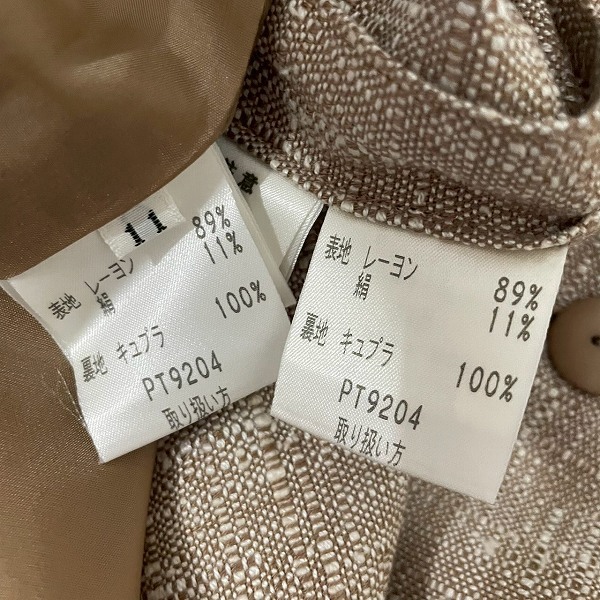 11
表地 レーヨン 89%
絹 11%
裏地 キュプラ 100%
PT9204
取り扱い方
表地 レーヨン 89%
絹 11%
裏地 キュプラ 100%
PT9204
取り扱い方